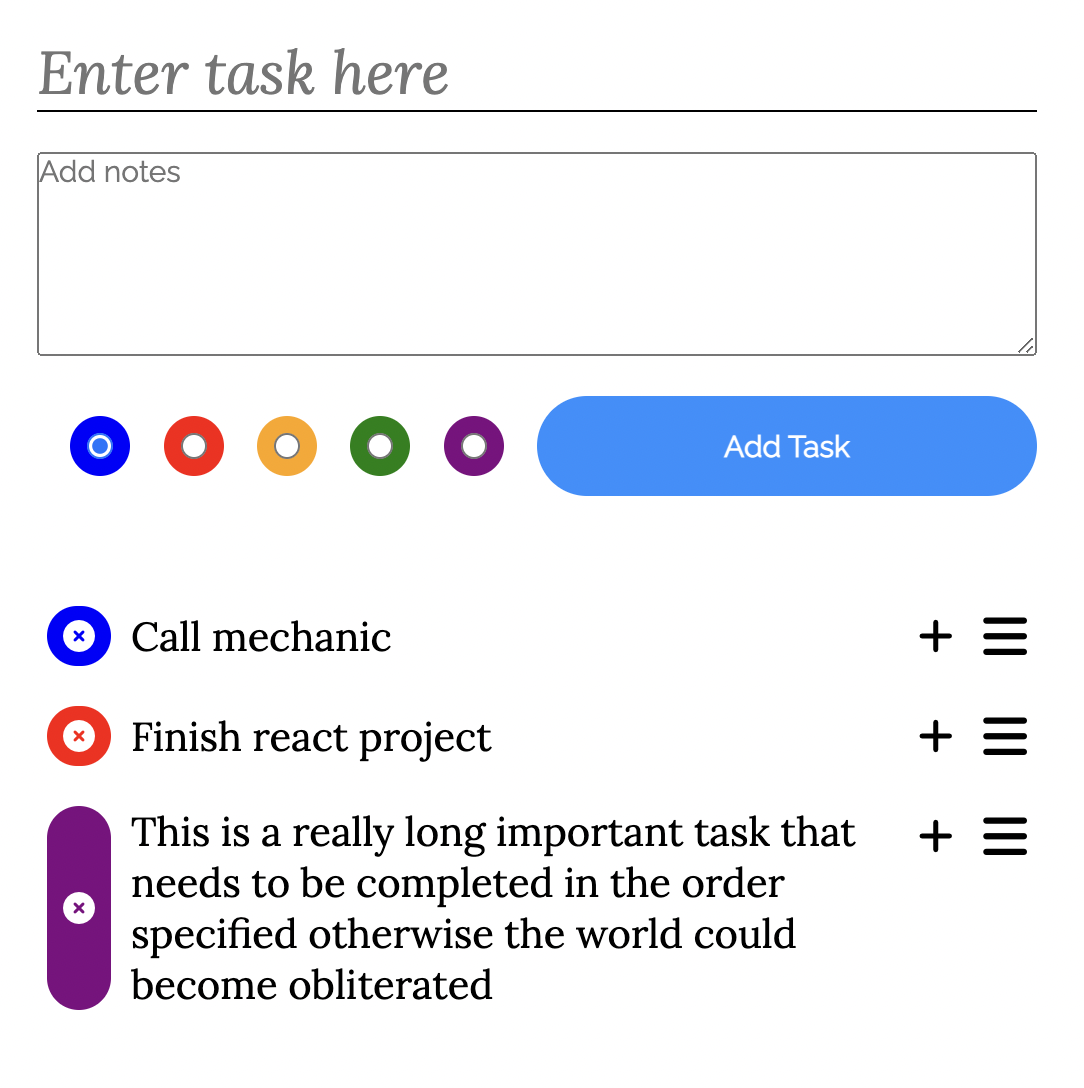 Enter task here
Add notes
Add Task
Call mechanic
Finish react project
This is a really long important task that
needs to be completed in the order
specified otherwise the world could
become obliterated